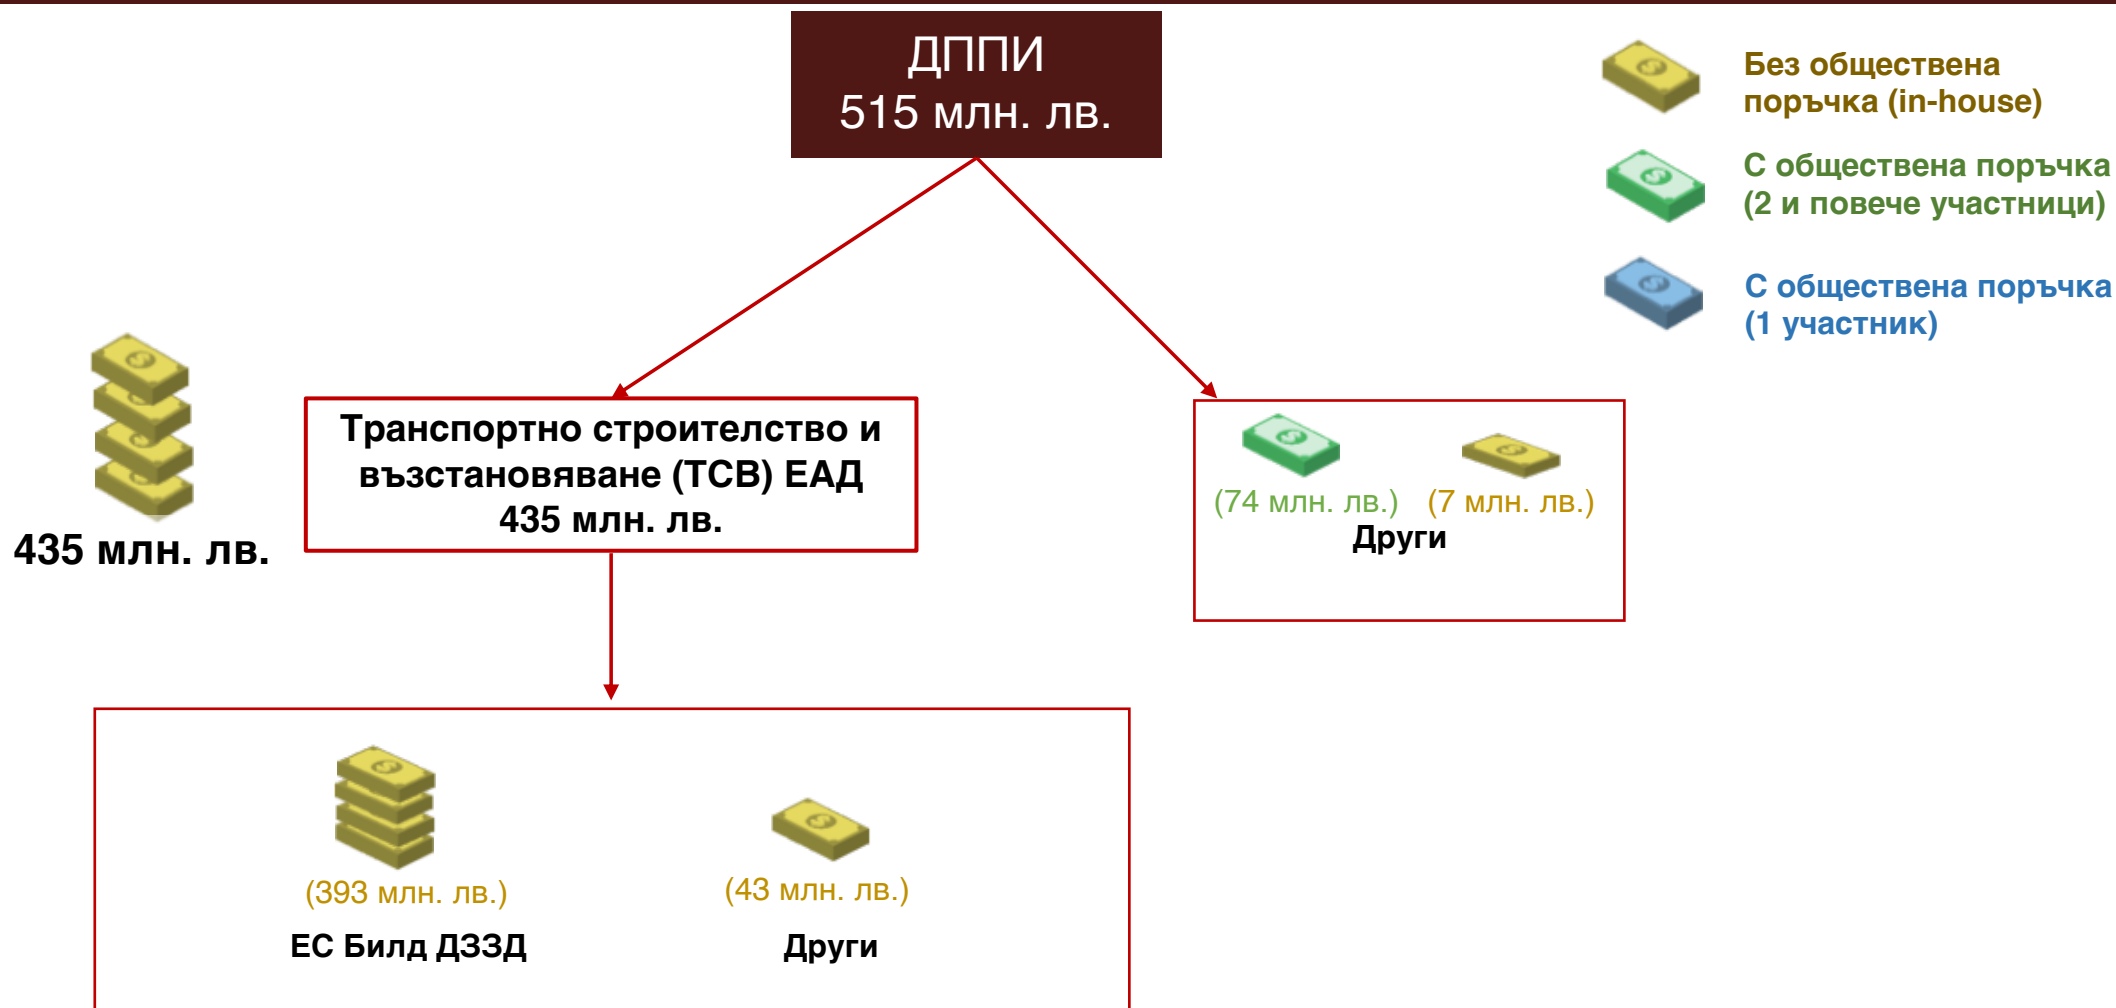 ДППИ
515 млн. лв.
Без обществена
поръчка (in-house)
С обществена поръчка
(2 и повече участници)
С обществена поръчка
(1 участник)
435 млн. лв.
Транспортно строителство и
възстановяване (ТСВ) ЕАД
435 млн. лв.
(74 млн. лв.) (7 млн. лв.)
Други
(393 млн. лв.) (43 млн. лв.)
ЕС Билд ДЗЗД Други